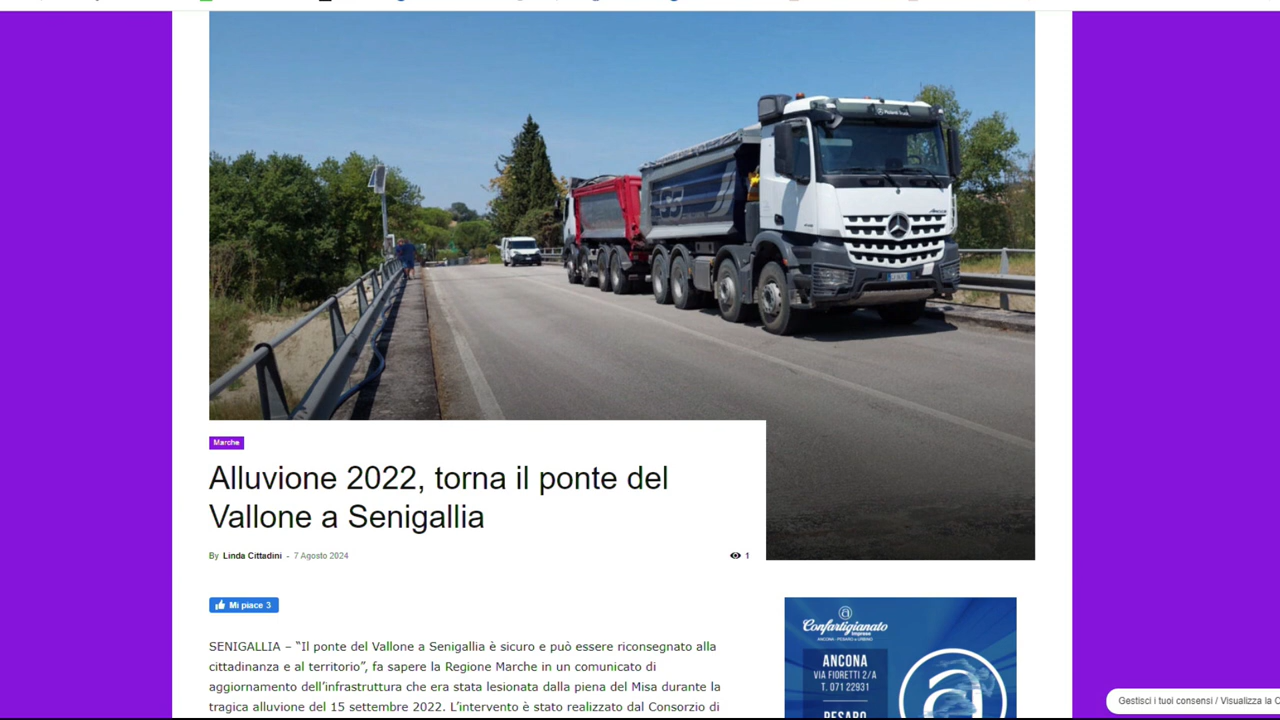 Marche
Alluvione 2022, torna il ponte del
Vallone a Senigallia
By Linda Cittadini - 7 Agosto 2024
1
Mi piace 3
SENIGALLIA – “Il ponte del Vallone a Senigallia è sicuro e può essere riconsegnato alla
cittadinanza e al territorio”, fa sapere la Regione Marche in un comunicato di
aggiornamento dell’infrastruttura che era stata lesionata dalla piena del Misa durante la
tragica alluvione del 15 settembre 2022. L’intervento è stato realizzato dal Consorzio di
Confartigianato
Imprese
ANCONA - PESARO e URBINO
ANCONA
VIA FIORETTI 2/A
T. 071 22931
PESARO
Gestisci i tuoi consensi / Visualizza la C